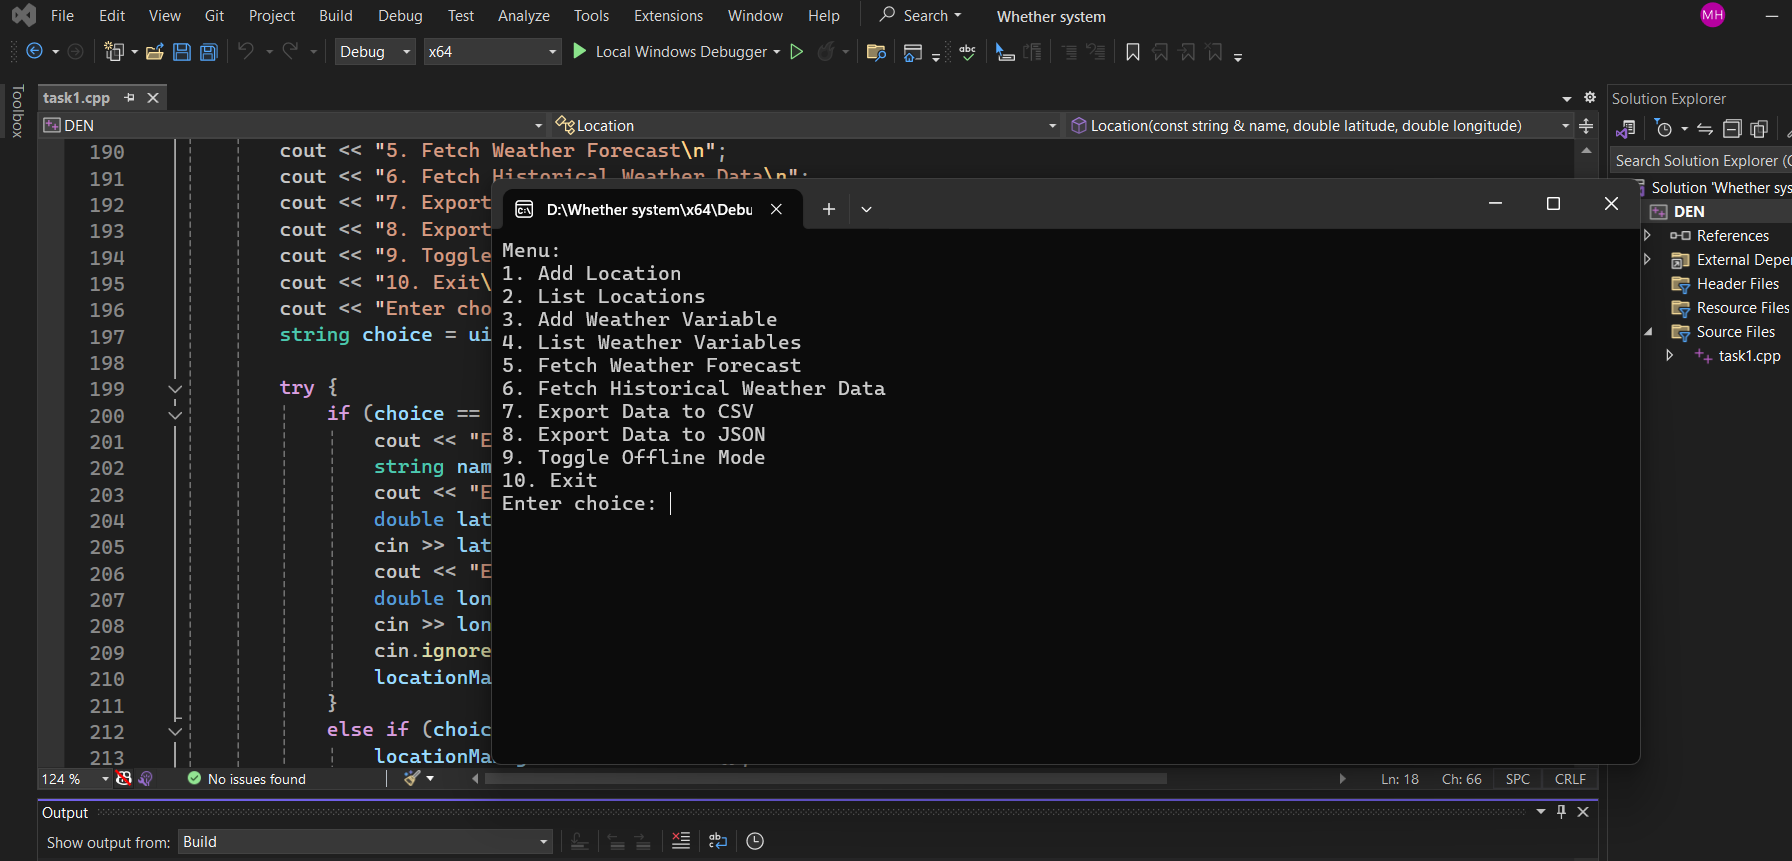 File Edit View Git Project Build Debug Test Analyze Tools Extensions Window Help Search Whether system MH
Debug x64 Local Windows Debugger
Toolbox
task1.cpp
DEN Location Location(const string & name, double latitude, double longitude)
190 cout << "5. Fetch Weather Forecast\n";
191 cout << "6. Fetch Historical Weather Data\n";
192 cout << "7. Export
193 cout << "8. Export
194 cout << "9. Toggle
195 cout << "10. Exit\
196 cout << "Enter cho
197 string choice = ui
198
199 try {
200 if (choice ==
201 cout << "E
202 string nam
203 cout << "E
204 double lat
205 cin >> lat
206 cout << "E
207 double lon
208 cin >> lon
209 cin.ignore
210 locationMa
211 }
212 else if (choic
213 locationMa
D:\Whether system\x64\Debu
Menu:
1. Add Location
2. List Locations
3. Add Weather Variable
4. List Weather Variables
5. Fetch Weather Forecast
6. Fetch Historical Weather Data
7. Export Data to CSV
8. Export Data to JSON
9. Toggle Offline Mode
10. Exit
Enter choice:
Solution Explorer
Search Solution Explorer (C
Solution 'Whether sys
DEN
References
External Depe
Header Files
Resource Files
Source Files
task1.cpp
124 % No issues found Ln: 18 Ch: 66 SPC CRLF
Output
Show output from: Build